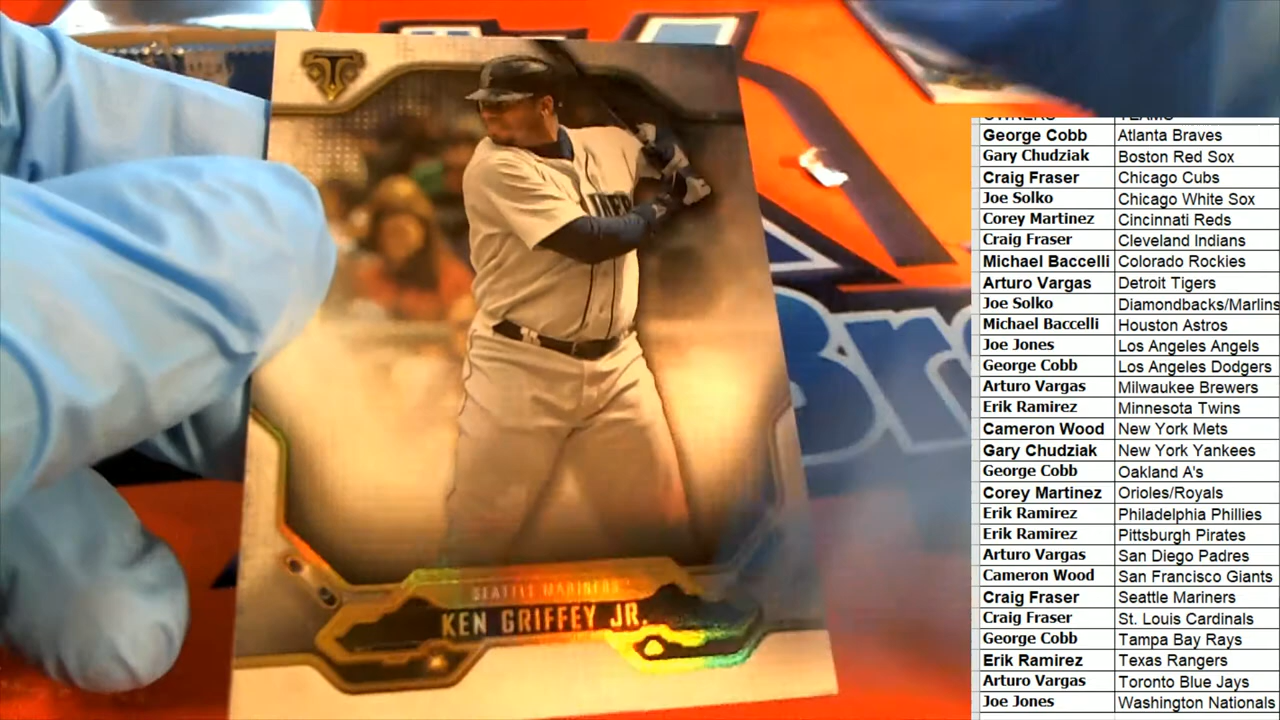 T
SEATTLE MARINERS
KEN GRIFFEY JR.
Br
OWNERS TEAMS
George Cobb Atlanta Braves
Gary Chudziak Boston Red Sox
Craig Fraser Chicago Cubs
Joe Solko Chicago White Sox
Corey Martinez Cincinnati Reds
Craig Fraser Cleveland Indians
Michael Baccelli Colorado Rockies
Arturo Vargas Detroit Tigers
Joe Solko Diamondbacks/Marlins
Michael Baccelli Houston Astros
Joe Jones Los Angeles Angels
George Cobb Los Angeles Dodgers
Arturo Vargas Milwaukee Brewers
Erik Ramirez Minnesota Twins
Cameron Wood New York Mets
Gary Chudziak New York Yankees
George Cobb Oakland A's
Corey Martinez Orioles/Royals
Erik Ramirez Philadelphia Phillies
Erik Ramirez Pittsburgh Pirates
Arturo Vargas San Diego Padres
Cameron Wood San Francisco Giants
Craig Fraser Seattle Mariners
Craig Fraser St. Louis Cardinals
George Cobb Tampa Bay Rays
Erik Ramirez Texas Rangers
Arturo Vargas Toronto Blue Jays
Joe Jones Washington Nationals